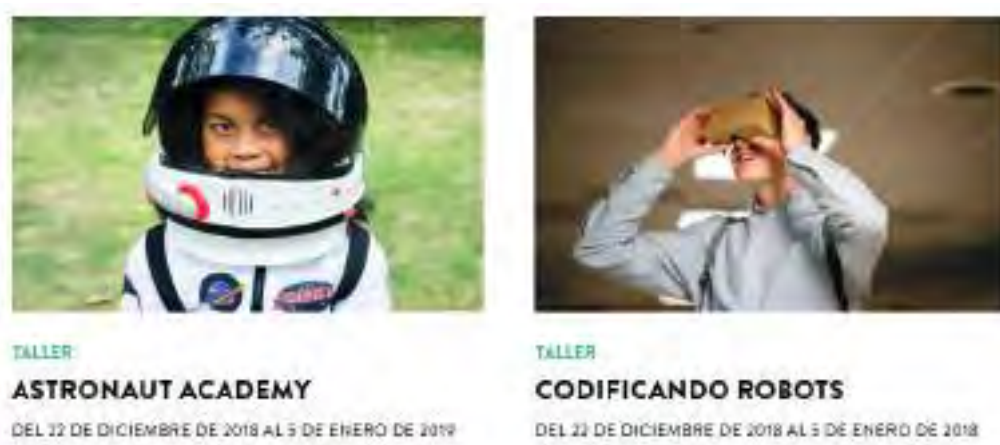 TALLER
ASTRONAUT ACADEMY
DEL 22 DE DICIEMBRE DE 2018 AL 5 DE ENERO DE 2019
TALLER
CODIFICANDO ROBOTS
DEL 22 DE DICIEMBRE DE 2018 AL 5 DE ENERO DE 2018